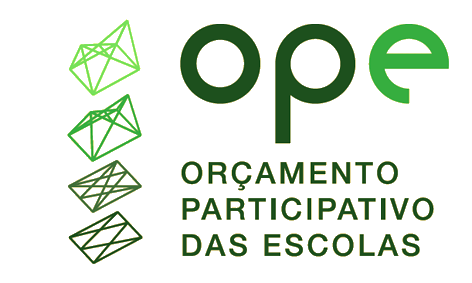 ope
ORÇAMENTO
PARTICIPATIVO
DAS ESCOLAS